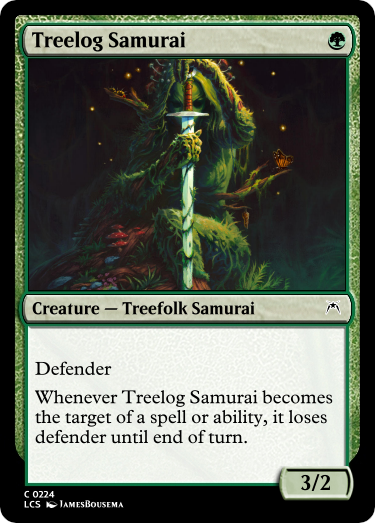 Treelog Samurai
Creature — Treefolk Samurai
Defender
Whenever Treelog Samurai becomes
the target of a spell or ability, it loses
defender until end of turn.
3/2
C 0224
LCS JamesBousema